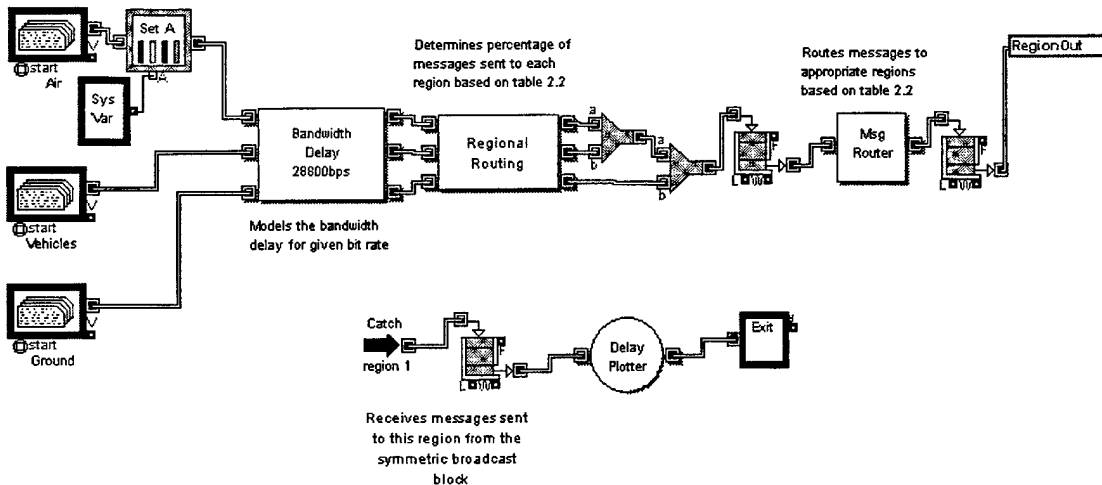 Set A
V
A
start
Air
Sys
Var
Determines percentage of
messages sent to each
region based on table 2.2
Routes messages to
appropriate regions
based on table 2.2
RegionOut
Bandwidth
Delay
28800bps
Regional
Routing
a
b
a
b
F
L W
Msg
Router
F
L W
V
start
Vehicles
Models the bandwidth
delay for given bit rate
V
start
Ground
Catch
region 1
F
L W
Delay
Plotter
Exit
#
Receives messages sent
to this region from the
symmetric broadcast
block